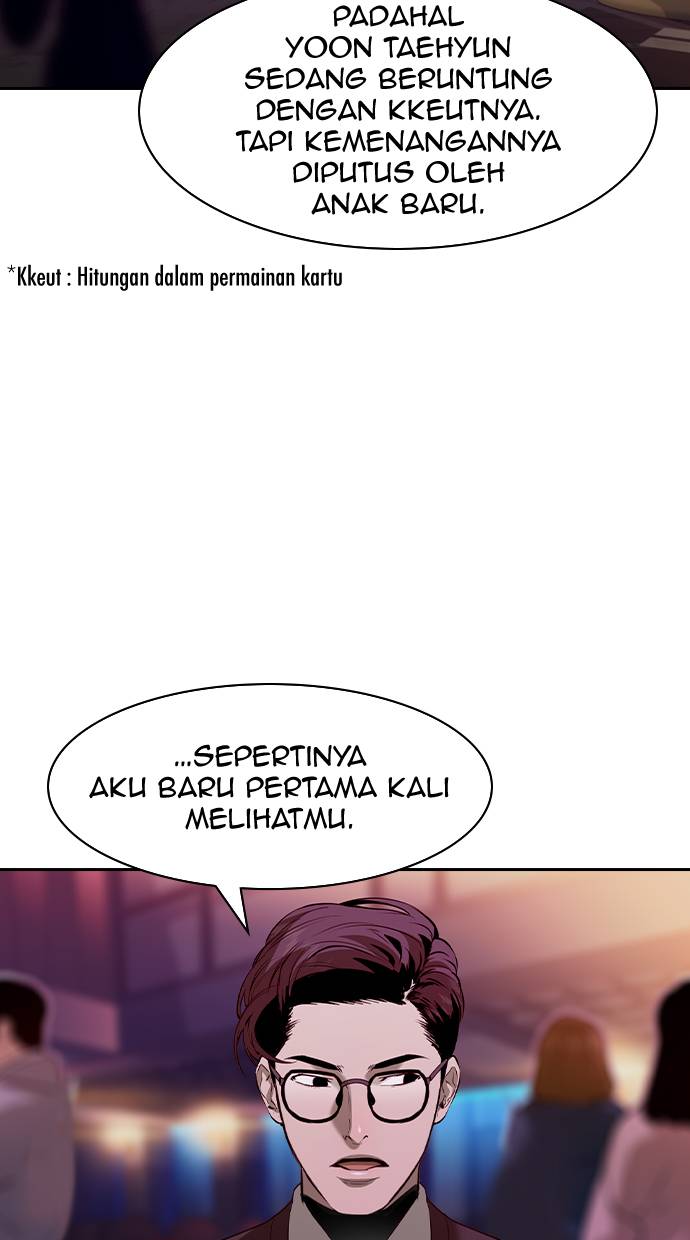 PADAHAL
YOON TAEHYUN
SEDANG BERUNTUNG
DENGAN KKEUTNYA.
TAPI KEMENANGANNYA
DIPUTUS OLEH
ANAK BARU.
*Kkeut : Hitungan dalam permainan kartu
...SEPERTINYA
AKU BARU PERTAMA KALI
MELIHATMU.